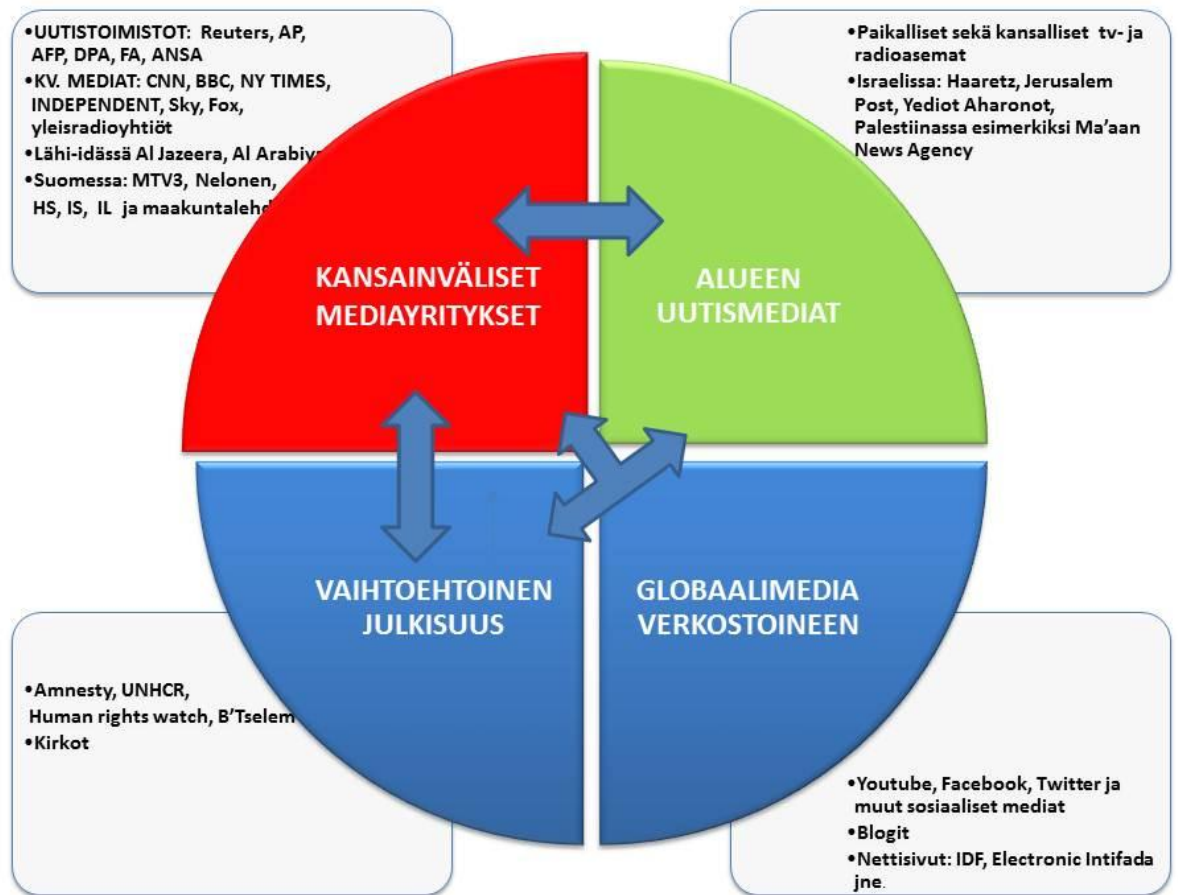 •UUTISTOIMISTOT: Reuters, AP,
AFP, DPA, FA, ANSA
•KV. MEDIAT: CNN, BBC, NY TIMES,
INDEPENDENT, Sky, Fox,
yleisradioyhtiöt
•Lähi-idässä Al Jazeera, Al
•Suomessa: MTV3, Nelonen,
HS, IS, IL ja
•Paikalliset sekä kansalliset tv- ja
radioasemat
•Israelissa: Haaretz, Jerusalem
Post, Yediot Aharonot,
Palestiinassa esimerkiksi Ma’aan
News Agency
KANSAINVÄLISET
MEDIAYRITYKSET
ALUEEN
UUTISMEDIAT
VAIHTOEHTOINEN
JULKISUUS
GLOBAALIMEDIA
VERKOSTOINEEN
•Amnesty, UNHCR,
Human rights watch, B’Tselem
•Kirkot
•Youtube, Facebook, Twitter ja
muut sosiaaliset mediat
•Blogit
•Nettisivut: IDF, Electronic Intifada
jne.